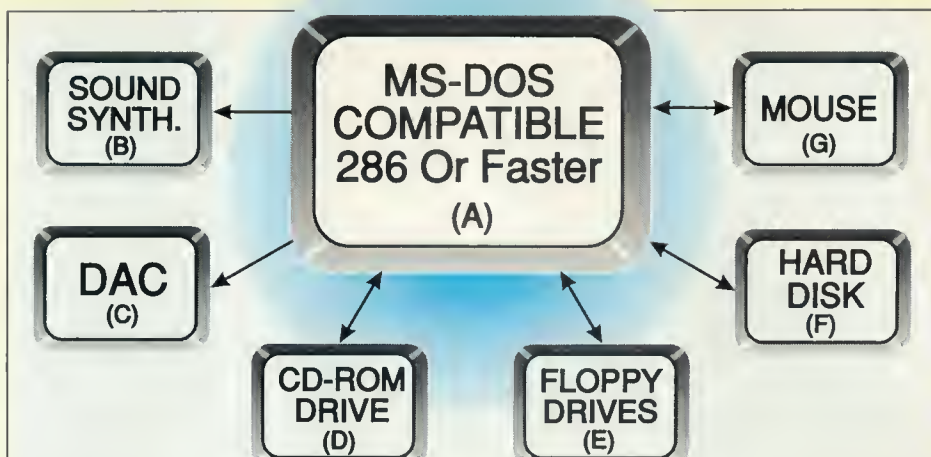 MS-DOS
COMPATIBLE
286 Or Faster
(A)
SOUND
SYNTH.
(B)
DAC
(C)
CD-ROM
DRIVE
(D)
FLOPPY
DRIVES
(E)
HARD
DISK
(F)
MOUSE
(G)